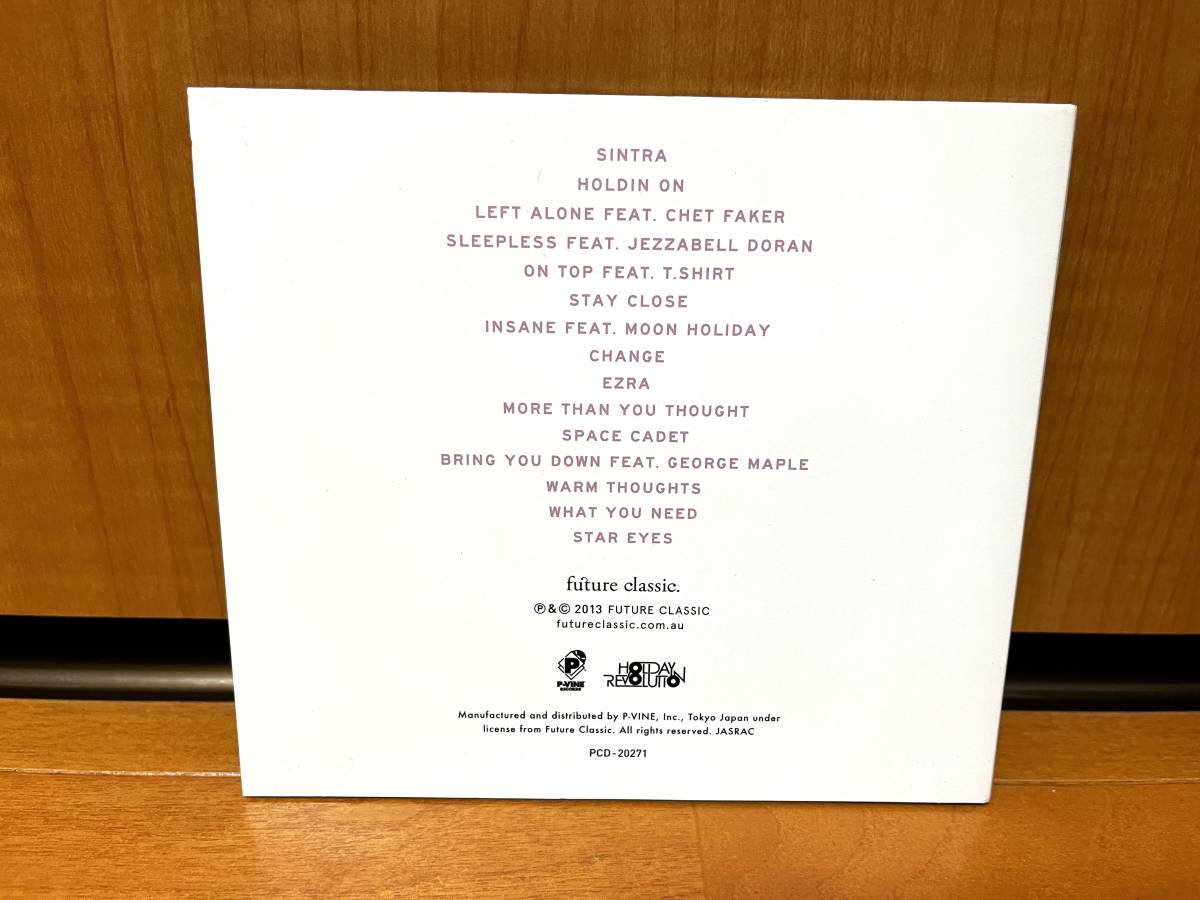 SINTRA
HOLDIN ON
LEFT ALONE FEAT. CHET FAKER
SLEEPLESS FEAT. JEZZABELL DORAN
ON TOP FEAT. T.SHIRT
STAY CLOSE
INSANE FEAT. MOON HOLIDAY
CHANGE
EZRA
MORE THAN YOU THOUGHT
SPACE CADET
BRING YOU DOWN FEAT. GEORGE MAPLE
WARM THOUGHTS
WHAT YOU NEED
STAR EYES
future classic.
℗ & © 2013 FUTURE CLASSIC
futureclassic.com.au
P
P-VINE
RECORDS
HOLIDAY
REVOLUTION
Manufactured and distributed by P-VINE, Inc., Tokyo Japan under
license from Future Classic. All rights reserved. JASRAC
PCD-20271